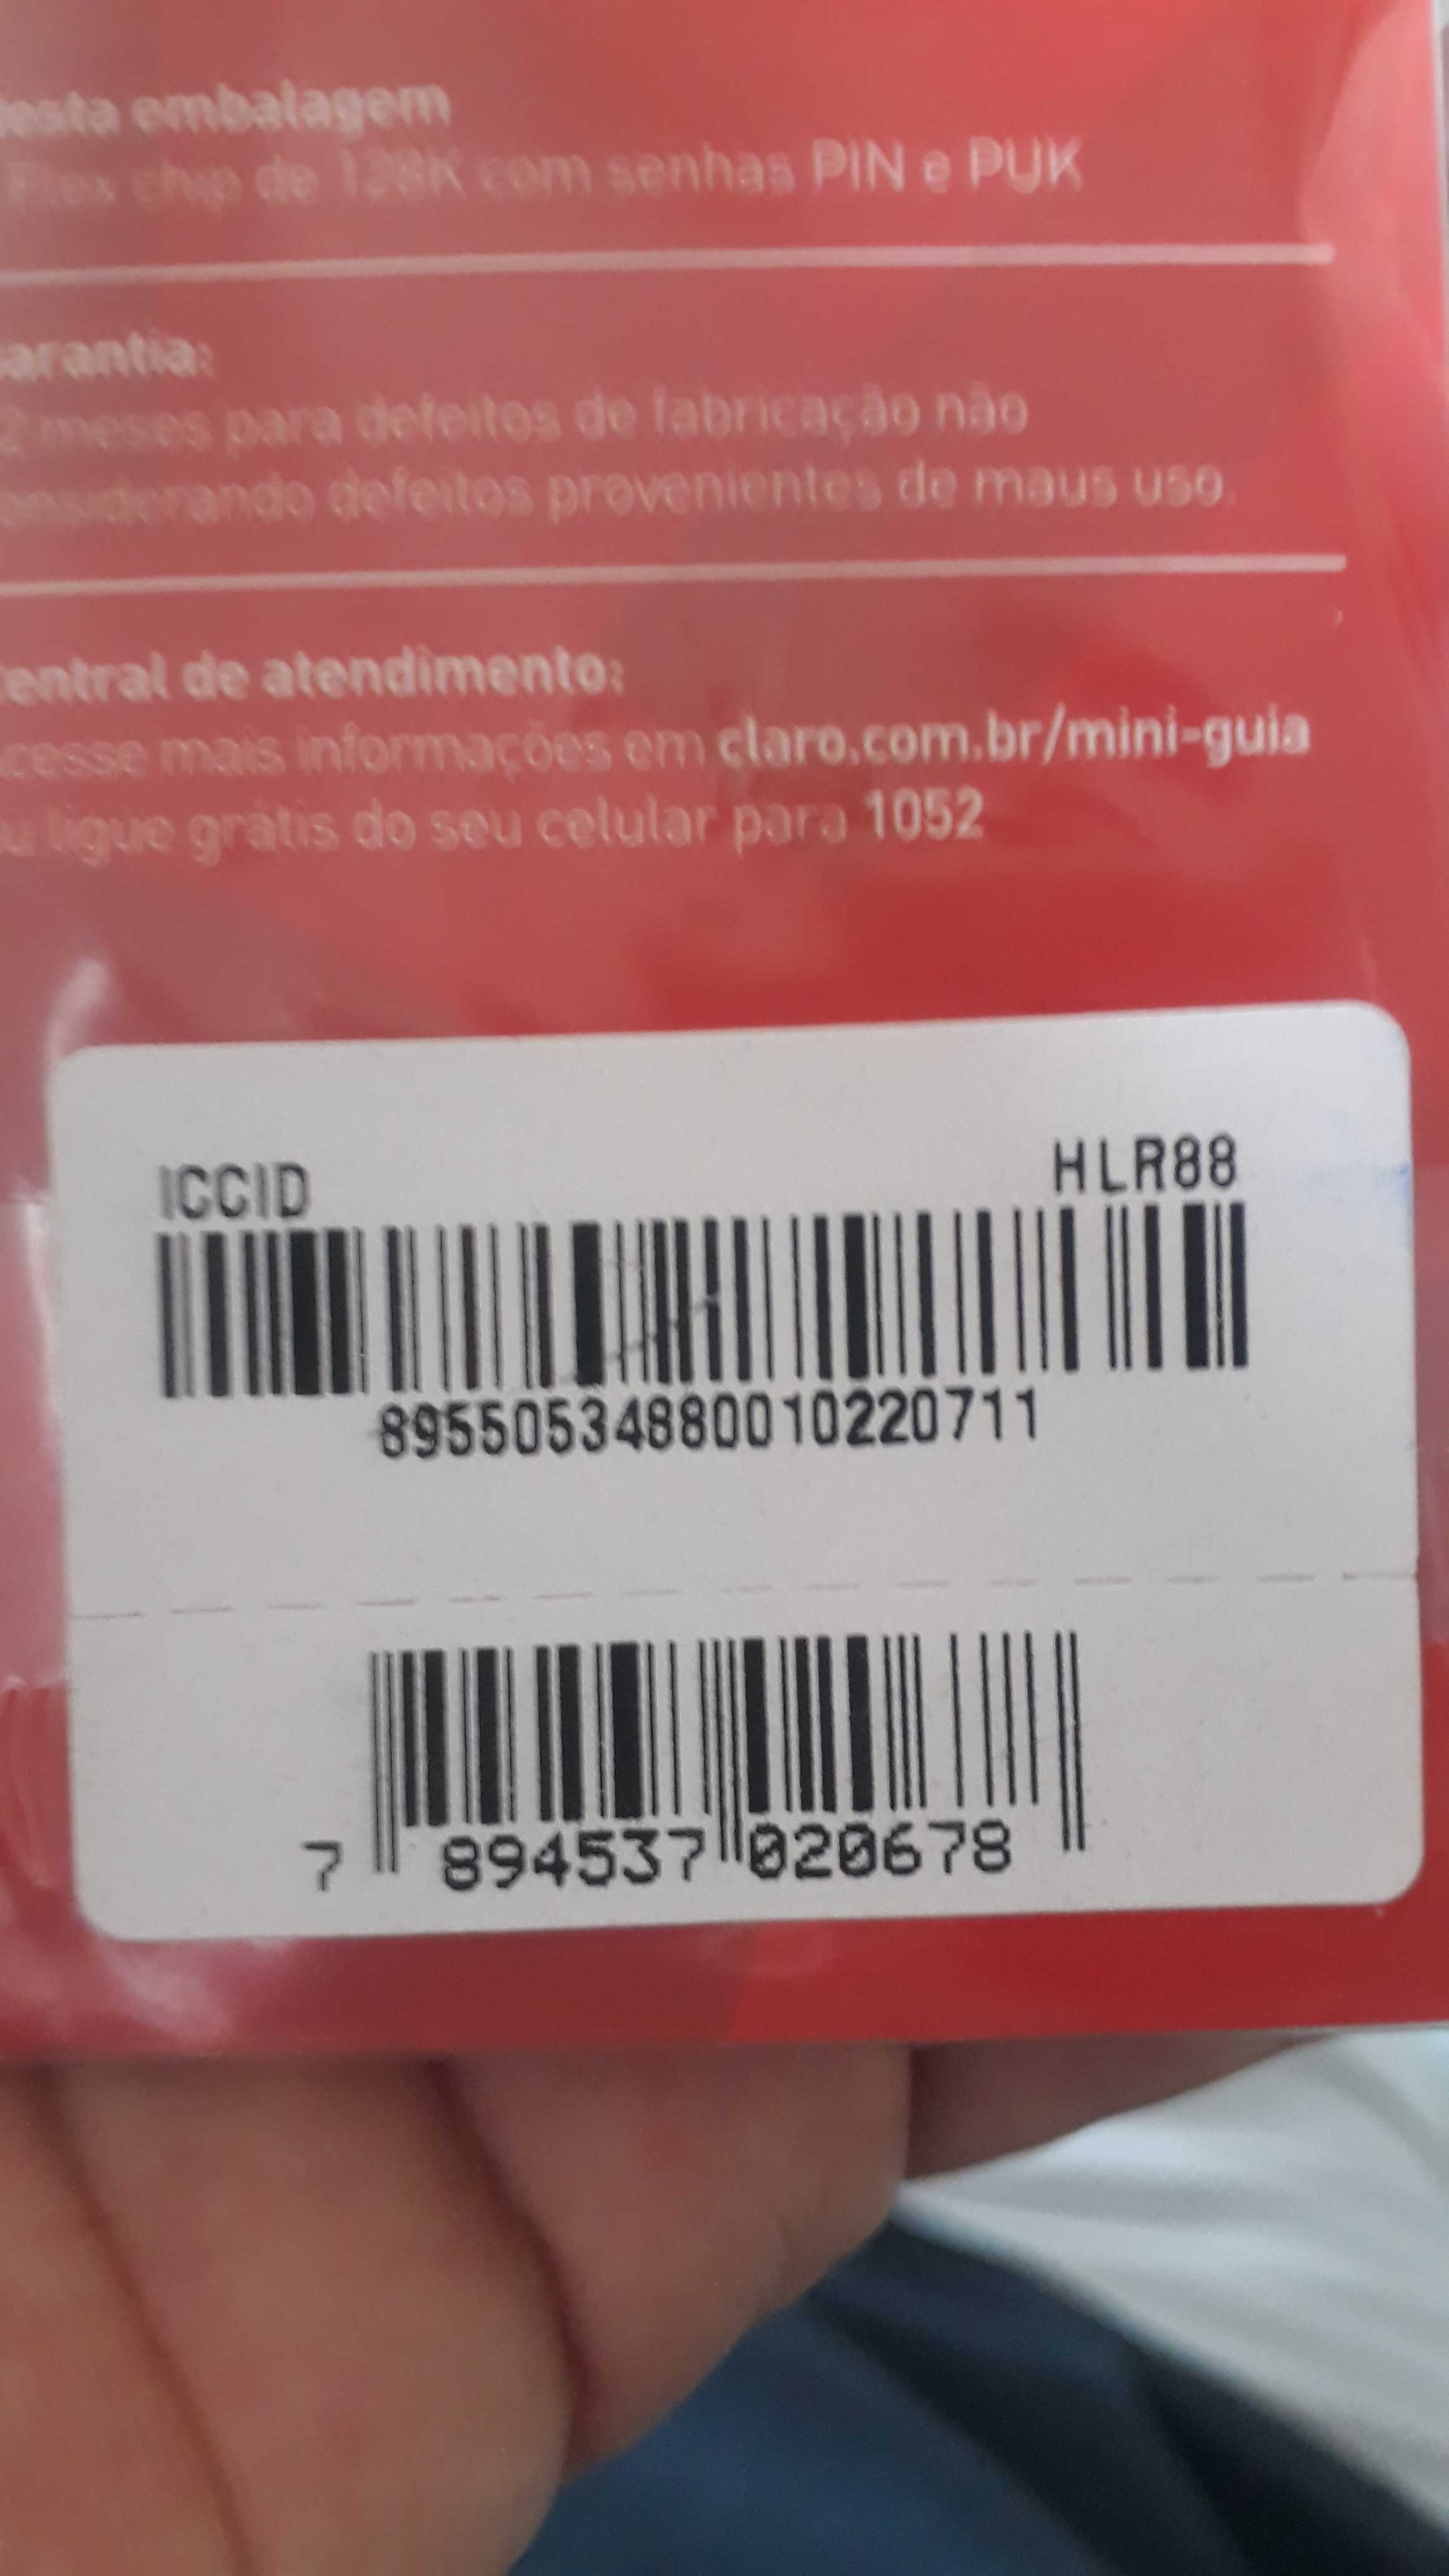 desta embalagem
Flex chip de 128K com senhas PIN e PUK
arantia:
2 meses para defeitos de fabricação não
onsiderando defeitos provenientes de maus uso.
entral de atendimento:
cesse mais informações em claro.com.br/mini-guia
u ligue grátis do seu celular para 1052
ICCID HLR88
89550534880010220711
7 894537 020678